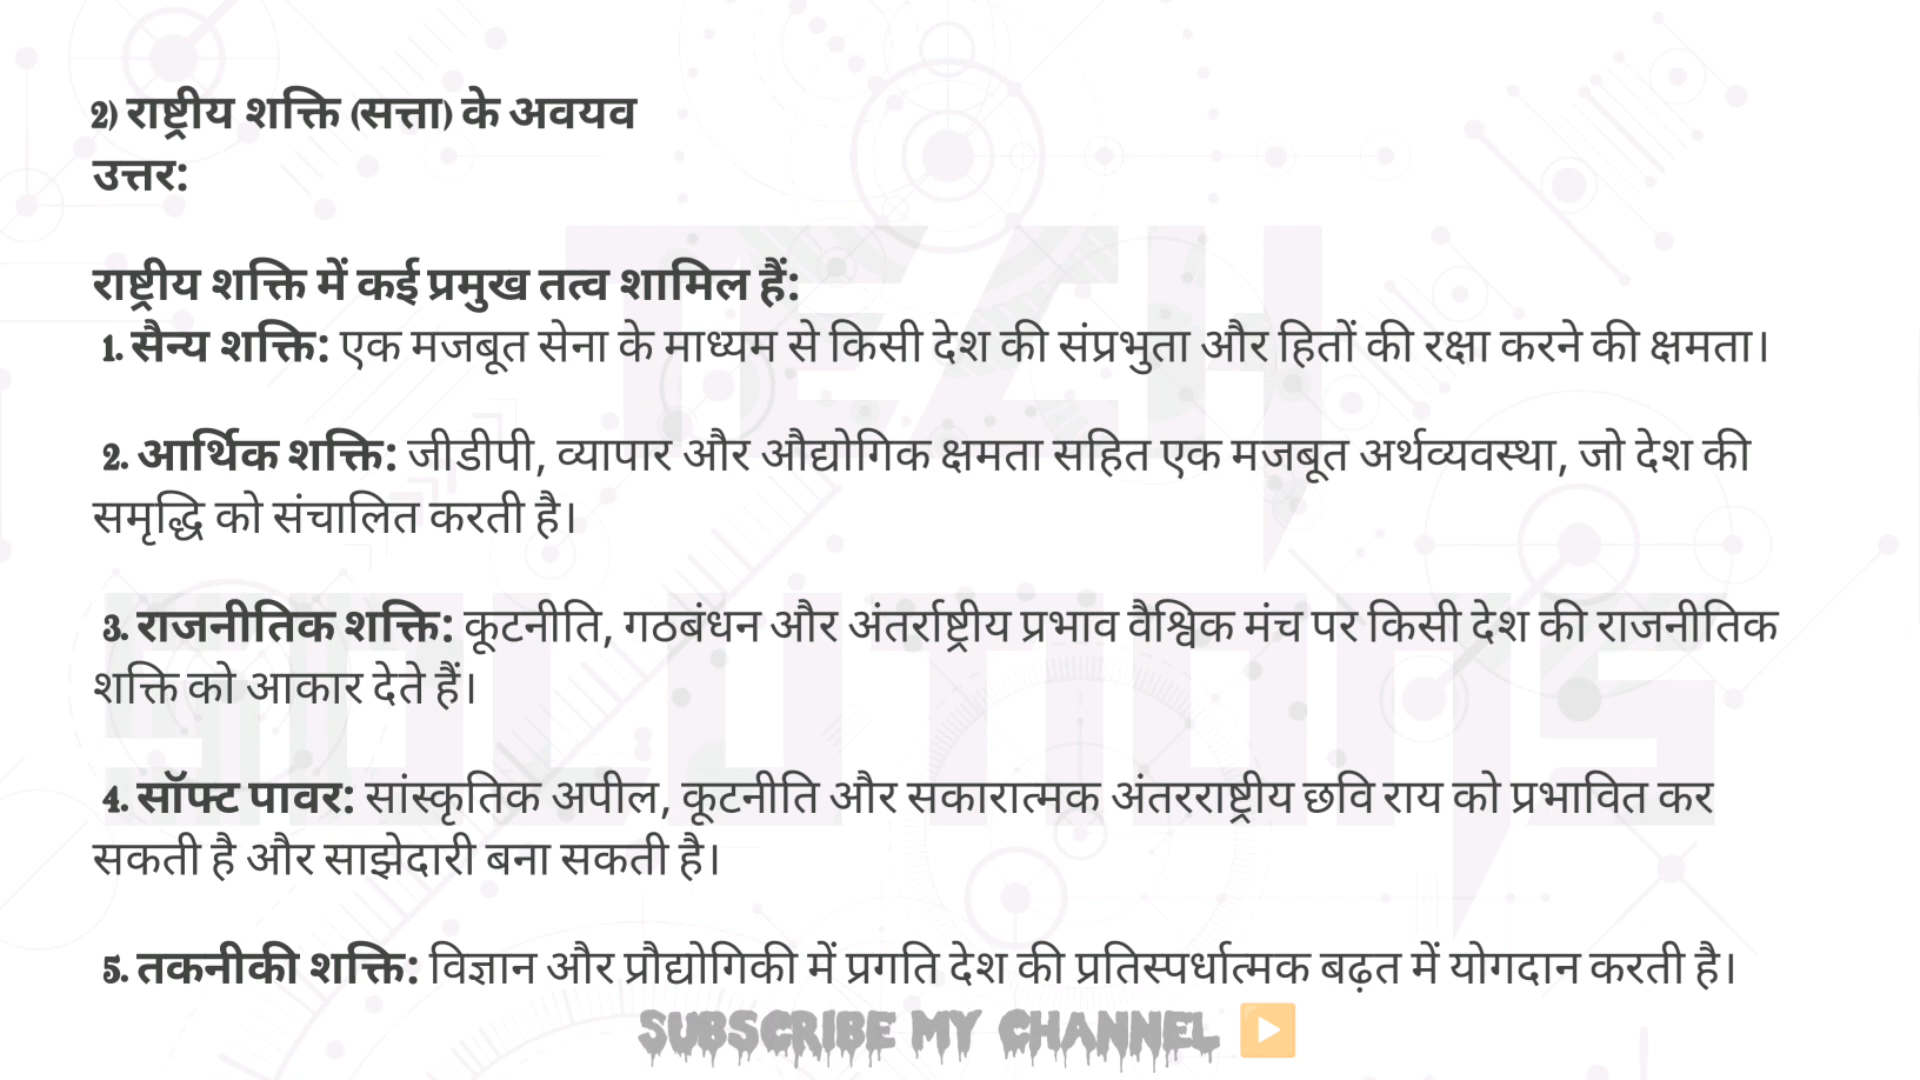 2) राष्ट्रीय शक्ति (सत्ता) के अवयव
उत्तर:
राष्ट्रीय शक्ति में कई प्रमुख तत्व शामिल हैं:
1. सैन्य शक्ति: एक मजबूत सेना के माध्यम से किसी देश की संप्रभुता और हितों की रक्षा करने की क्षमता।
2. आर्थिक शक्ति: जीडीपी, व्यापार और औद्योगिक क्षमता सहित एक मजबूत अर्थव्यवस्था, जो देश की
समृद्धि को संचालित करती है।
3. राजनीतिक शक्ति: कूटनीति, गठबंधन और अंतर्राष्ट्रीय प्रभाव वैश्विक मंच पर किसी देश की राजनीतिक
शक्ति को आकार देते हैं।
4. सॉफ्ट पावर: सांस्कृतिक अपील, कूटनीति और सकारात्मक अंतरराष्ट्रीय छवि राय को प्रभावित कर
सकती है और साझेदारी बना सकती है।
5. तकनीकी शक्ति: विज्ञान और प्रौद्योगिकी में प्रगति देश की प्रतिस्पर्धात्मक बढ़त में योगदान करती है।
TECH
SOLUTIONS
SUBSCRIBE MY CHANNEL